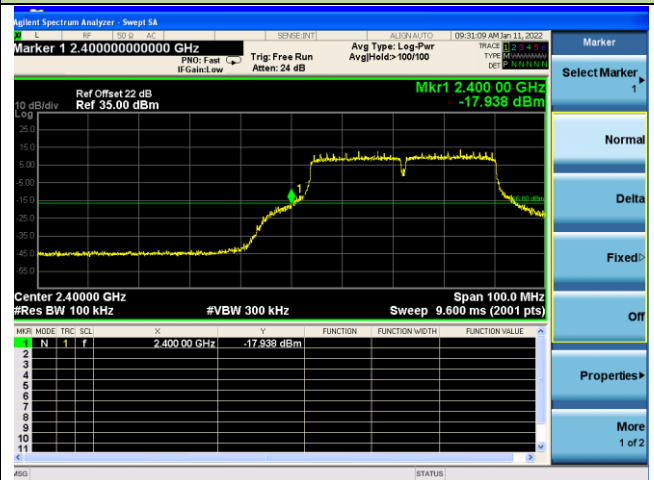 Agilent Spectrum Analyzer - Swept SA
L RF 50 Ω AC SENSE:INT ALIGN AUTO 09:31:09 AM Jan 11, 2022
Marker 1 2.400000000000 GHz
PNO: Fast
IFGain:Low
Trig: Free Run
Atten: 24 dB
Avg Type: Log-Pwr
Avg|Hold:>100/100
TRACE 1 2 3 4 5 6
TYPE M
DET P N N N N N
Ref Offset 22 dB
Ref 35.00 dBm
10 dB/div
Log
Mkr1 2.400 00 GHz
-17.938 dBm
25.0
15.0
5.00
-5.00
-15.0
-25.0
-35.0
-45.0
-55.0
1
Center 2.40000 GHz
#Res BW 100 kHz
#VBW 300 kHz
Span 100.0 MHz
Sweep 9.600 ms (2001 pts)
MKR MODE TRC SCL X Y FUNCTION FUNCTION WIDTH FUNCTION VALUE
1 N 1 f 2.400 00 GHz -17.938 dBm
2
3
4
5
6
7
8
9
10
11
MSG
STATUS
Marker
Select Marker
1
Normal
Delta
Fixed
Off
Properties
More
1 of 2